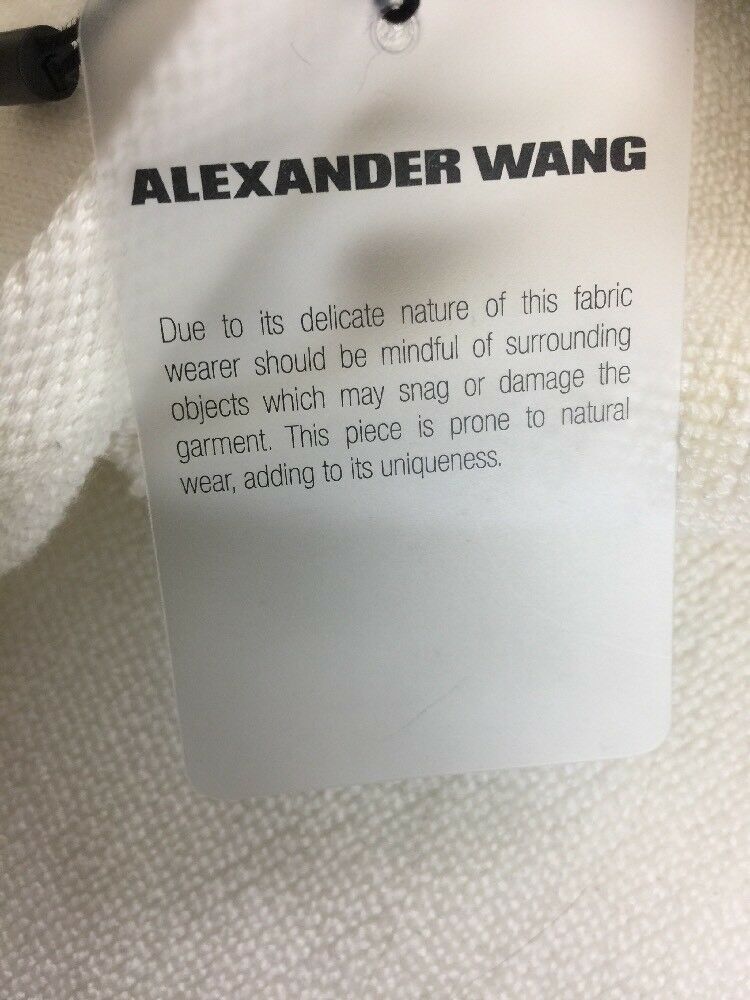 ALEXANDER WANG
Due to its delicate nature of this fabric
wearer should be mindful of surrounding
objects which may snag or damage the
garment. This piece is prone to natural
wear, adding to its uniqueness.